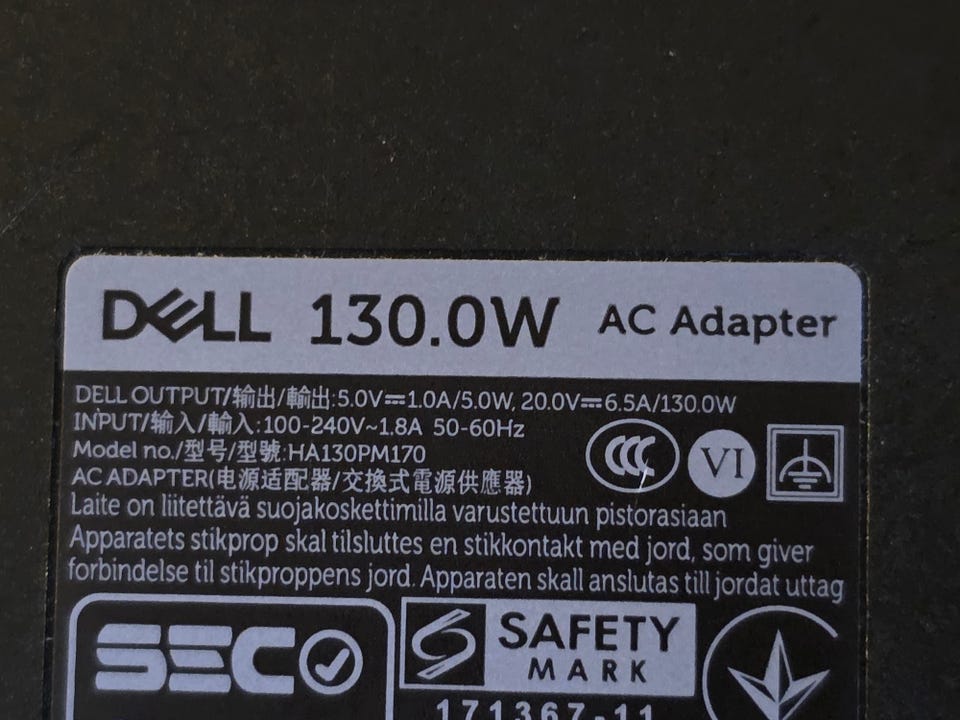 DELL 130.0W AC Adapter
DELL OUTPUT/输出/輸出:5.0V⎓1.0A/5.0W, 20.0V⎓6.5A/130.0W
INPUT/输入/輸入:100-240V~1.8A 50-60Hz
Model no./型号/型號:HA130PM170
AC ADAPTER(电源适配器/交換式電源供應器)
CCC VI
Laite on liitettävä suojakoskettimilla varustettuun pistorasiaan
Apparatets stikprop skal tilsluttes en stikkontakt med jord, som giver
forbindelse til stikproppens jord. Apparaten skall anslutas till jordat uttag
SEC
SAFETY
MARK
171367-11